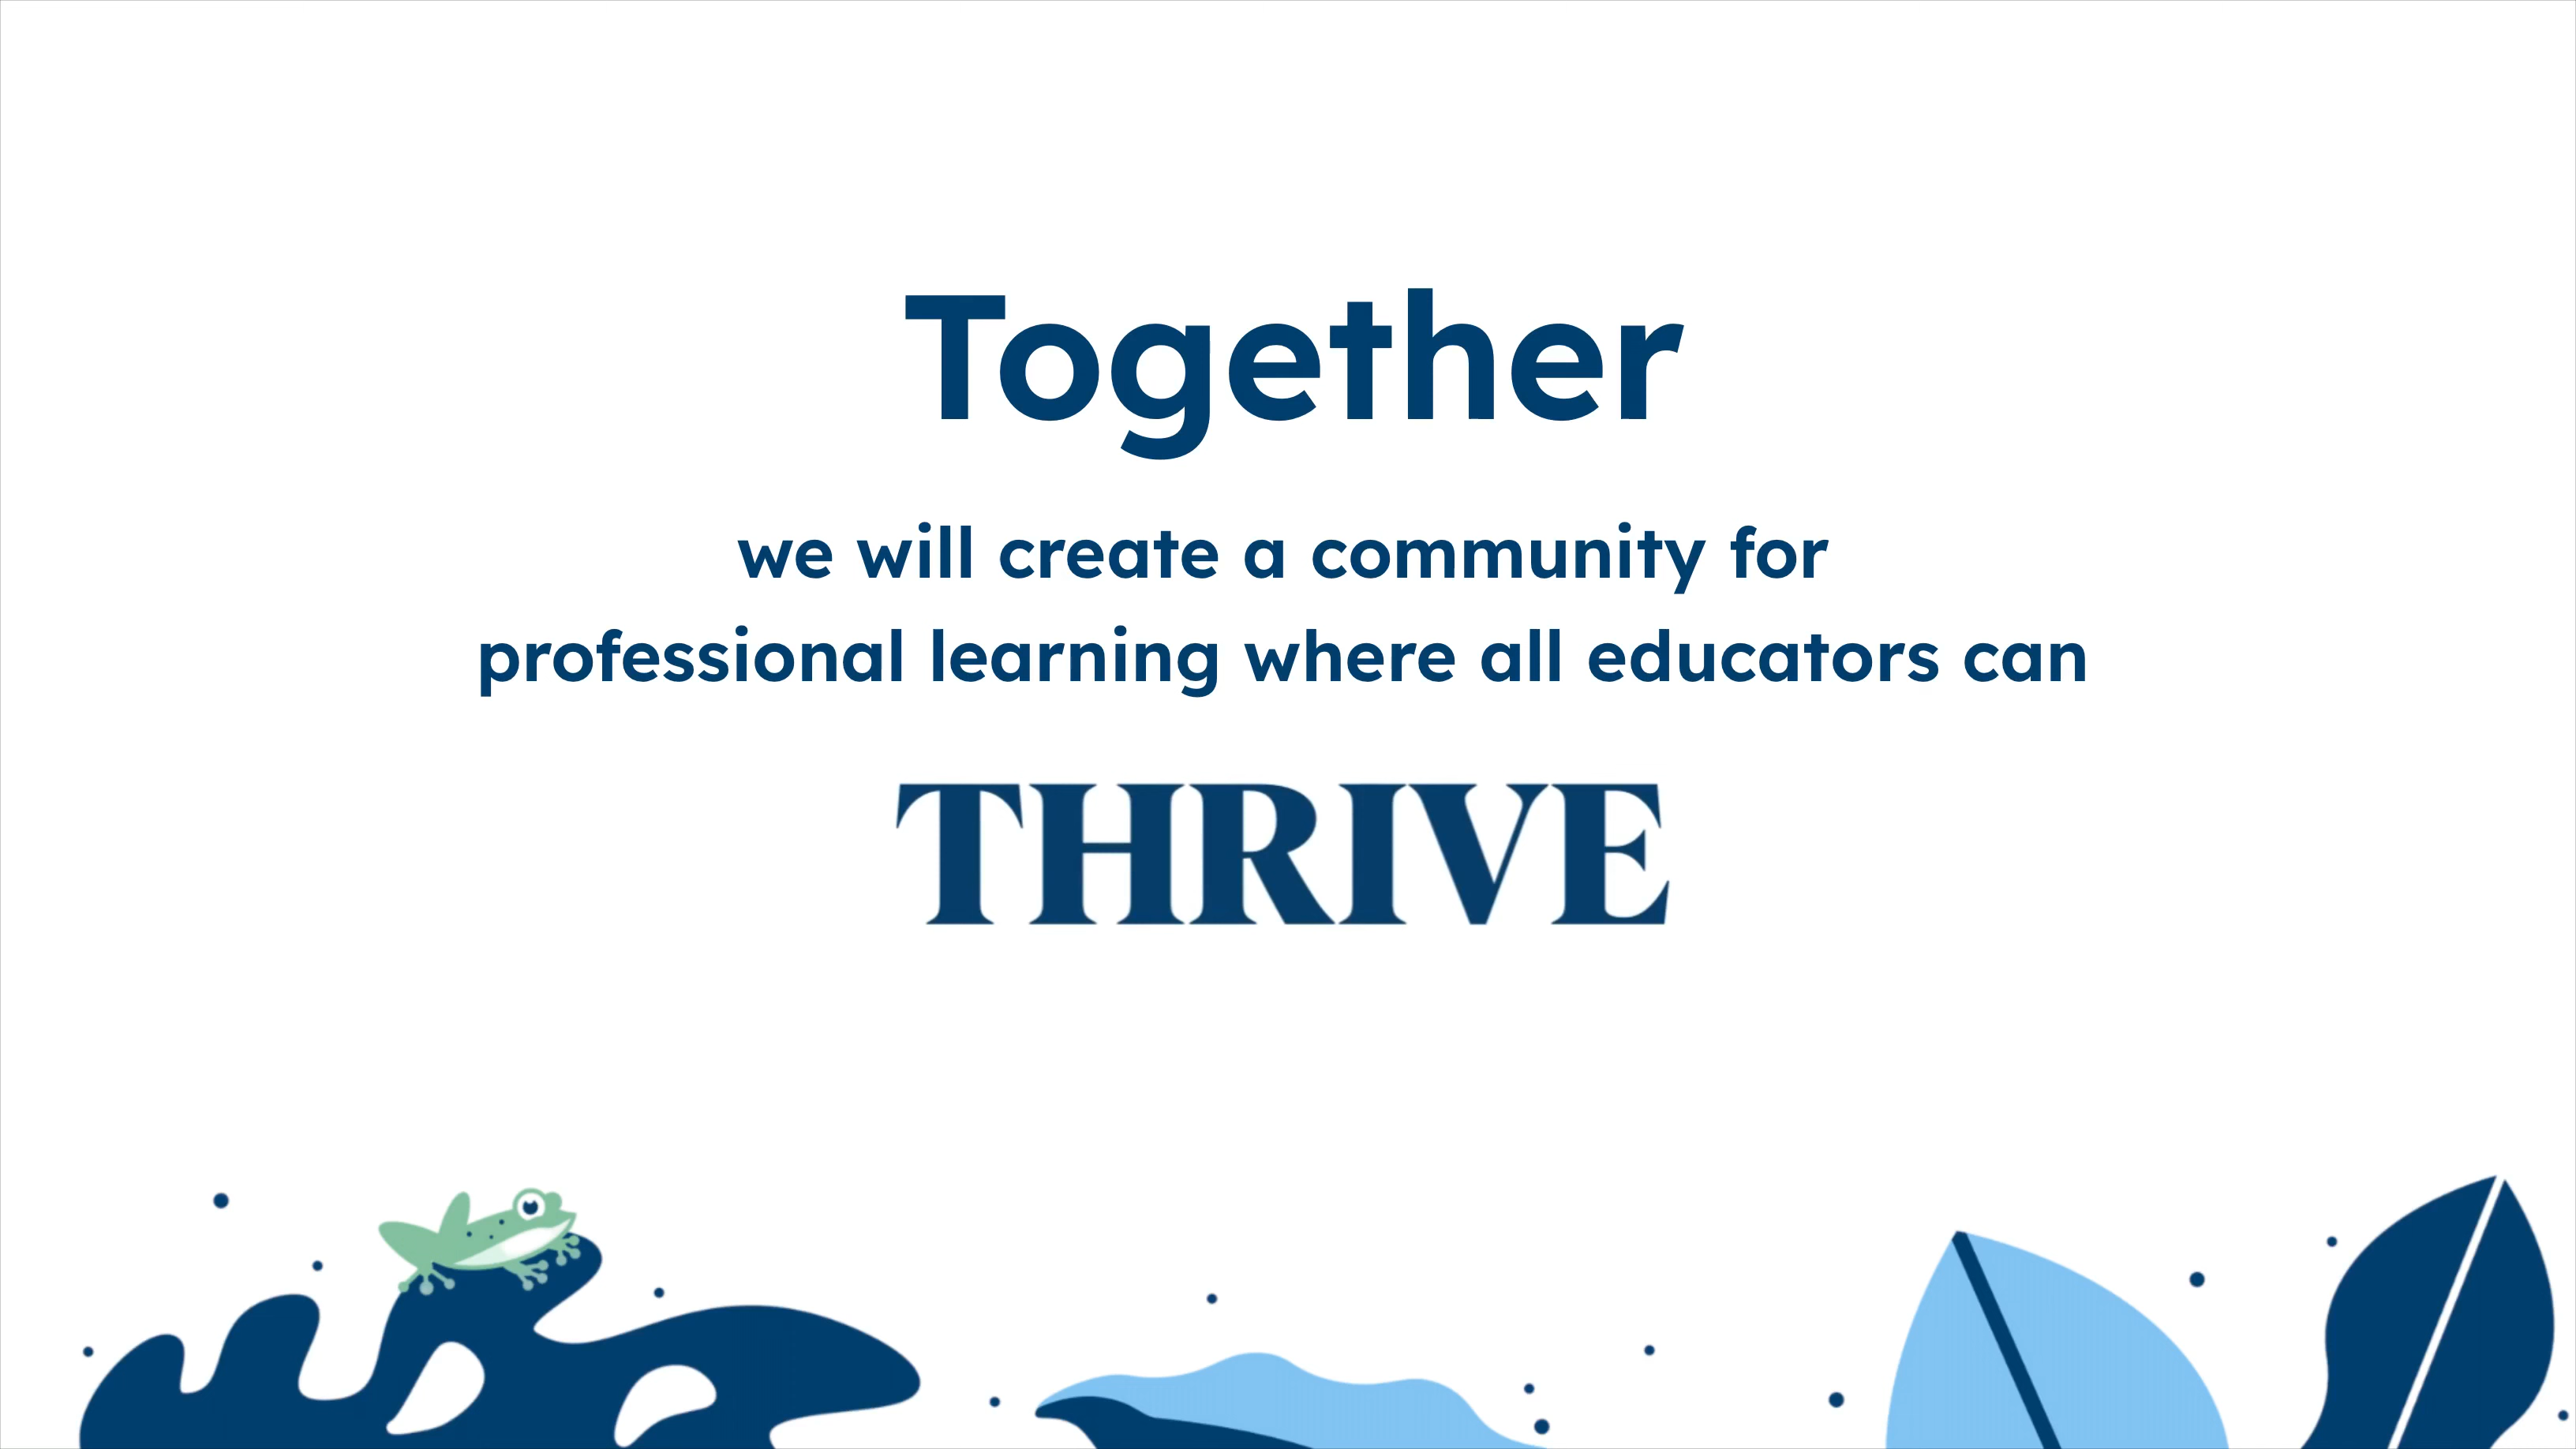 Together
we will create a community for
professional learning where all educators can
THRIVE